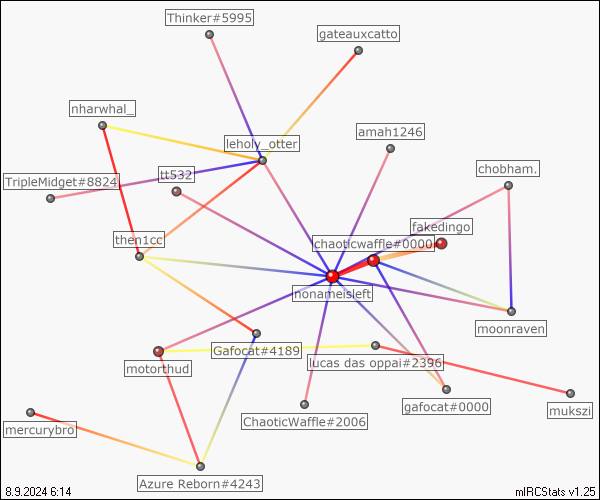 Thinker#5995
gateauxcatto
nharwhal_
amah1246
leholy_otter
chobham.
tt532
TripleMidget#8824
fakedingo
then1cc
chaoticwaffle#0000
nonameisleft
moonraven
Gafocat#4189
lucas das oppai#2396
motorthud
gafocat#0000
mukszi
ChaoticWaffle#2006
mercurybro
Azure Reborn#4243
8.9.2024 6:14
mIRCStats v1.25